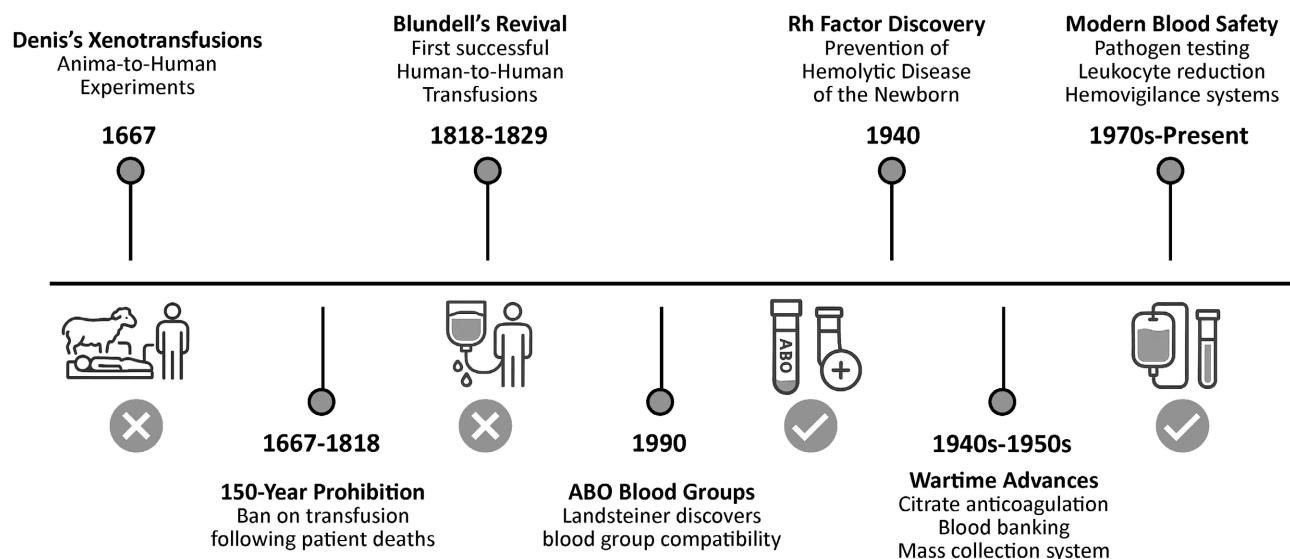 Denis's Xenotransfusions
Anima-to-Human
Experiments
1667
Blundell's Revival
First successful
Human-to-Human
Transfusions
1818-1829
Rh Factor Discovery
Prevention of
Hemolytic Disease
of the Newborn
1940
Modern Blood Safety
Pathogen testing
Leukocyte reduction
Hemovigilance systems
1970s-Present
ABO
1667-1818
150-Year Prohibition
Ban on transfusion
following patient deaths
1990
ABO Blood Groups
Landsteiner discovers
blood group compatibility
1940s-1950s
Wartime Advances
Citrate anticoagulation
Blood banking
Mass collection system